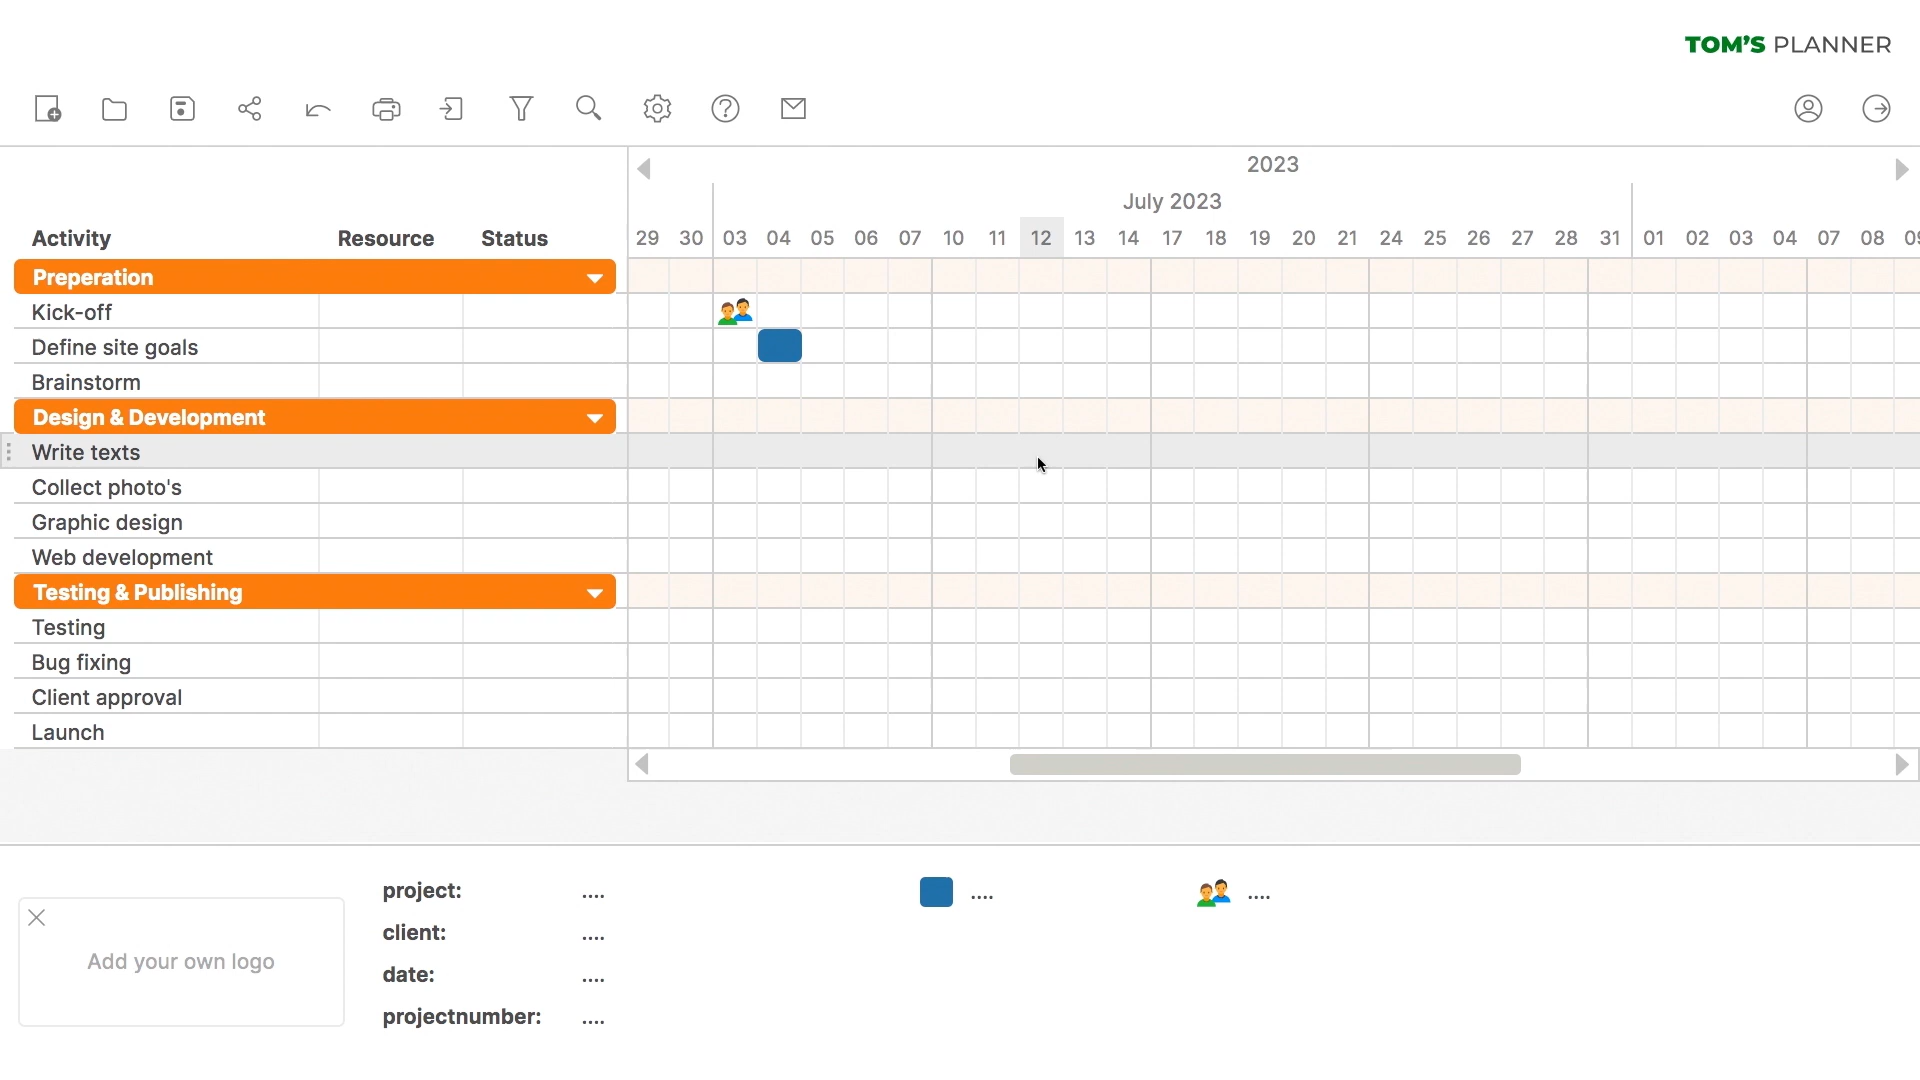 TOM'S PLANNER
2023
July 2023
Activity Resource Status 29 30 03 04 05 06 07 10 11 12 13 14 17 18 19 20 21 24 25 26 27 28 31 01 02 03 04 07 08
Preperation
Kick-off
Define site goals
Brainstorm
Design & Development
Write texts
Collect photo's
Graphic design
Web development
Testing & Publishing
Testing
Bug fixing
Client approval
Launch
Add your own logo
project: ....
client: ....
date: ....
projectnumber: ....
....
....